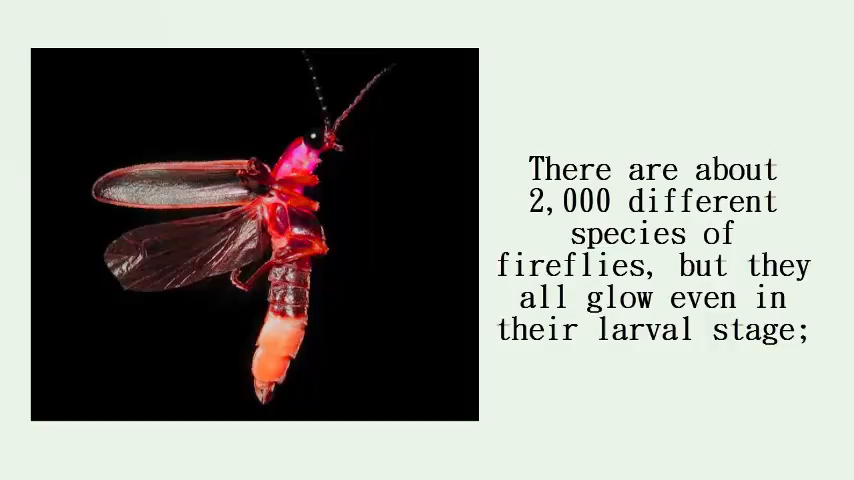 There are about
2,000 different
species of
fireflies, but they
all glow even in
their larval stage;